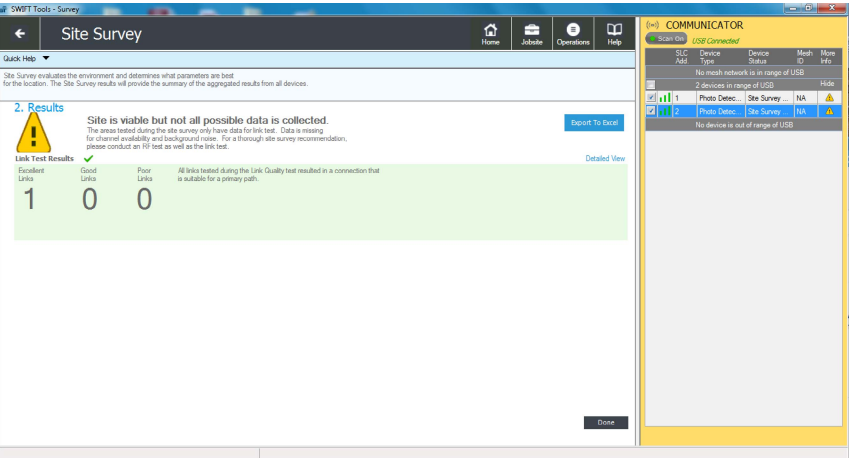 SWIFT Tools - Survey
Site Survey
Home
Jobsite
Operations
Help
Quick Help
Site Survey evaluates the environment and determines what parameters are best
for the location. The Site Survey results will provide the summary of the aggregated results from all devices.
2. Results
Site is viable but not all possible data is collected.
The areas tested during the site survey only have data for link test. Data is missing
for channel availability and background noise. For a thorough site survey recommendation,
please conduct an RF test as well as the link test.
Export To Excel
Link Test Results
Detailed View
Excellent Links
Good Links
Poor Links
All links tested during the Link Quality test resulted in a connection that
is suitable for a primary path.
1 0 0
Done
COMMUNICATOR
Scan On
USB Connected
SLC Add.
Device Type
Device Status
Mesh ID
More Info
No mesh network is in range of USB
2 devices in range of USB Hide
1 Photo Detec... Site Survey ... NA
2 Photo Detec... Site Survey ... NA
No device is out of range of USB